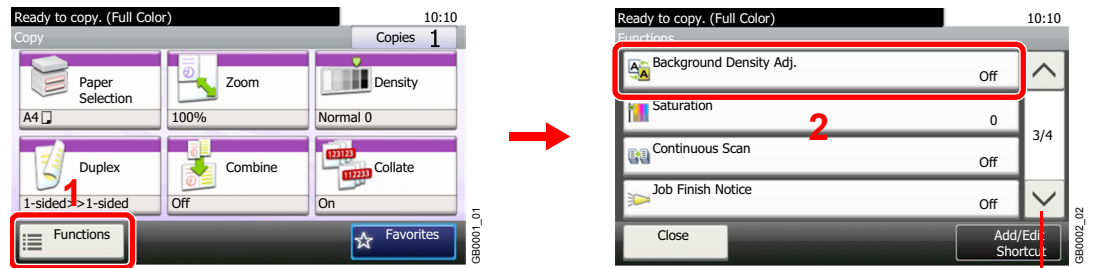 Ready to copy. (Full Color) 10:10
Copy Copies 1
Paper
Selection
Zoom
Density
A4 100% Normal 0
Duplex
Combine
123123
112233
Collate
1-sided>>1-sided Off On
1
Functions
Favorites
GB0001_01
Ready to copy. (Full Color) 10:10
Functions
Background Density Adj.
Off
Saturation
0
2
3/4
Continuous Scan
Off
Job Finish Notice
Off
Close
Add/Edit
Shortcut
GB0002_02